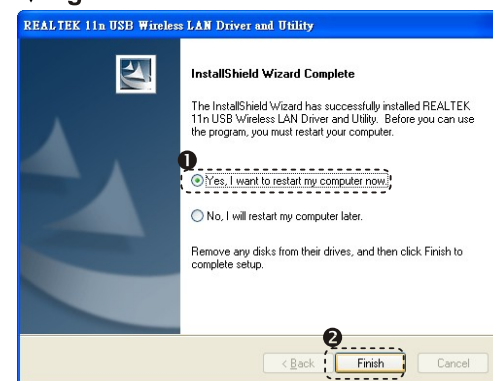 REALTEK 11n USB Wireless LAN Driver and Utility
InstallShield Wizard Complete
The InstallShield Wizard has successfully installed REALTEK
11n USB Wireless LAN Driver and Utility. Before you can use
the program, you must restart your computer.
❶
Yes, I want to restart my computer now.
No, I will restart my computer later.
Remove any disks from their drives, and then click Finish to
complete setup.
❷
< Back
Finish
Cancel